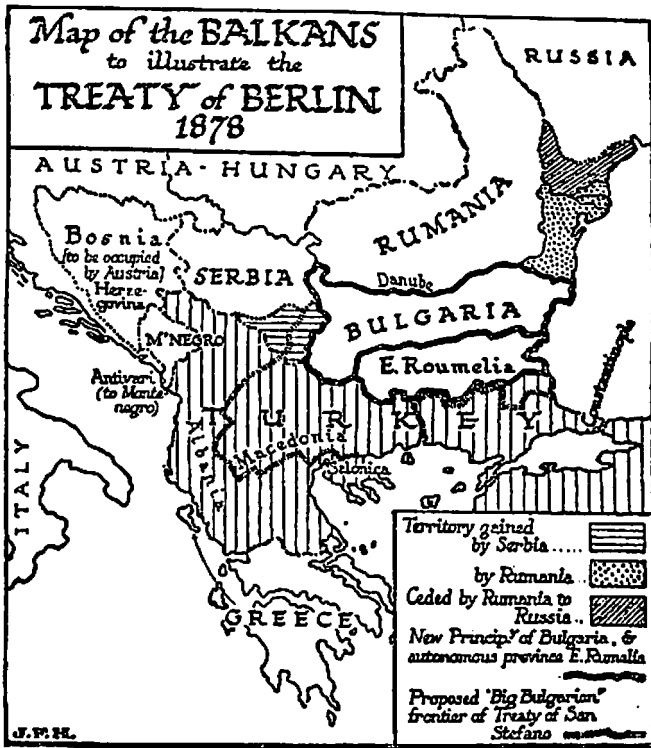 Map of the BALKANS
to illustrate the
TREATY of BERLIN
1878
RUSSIA
AUSTRIA-HUNGARY
RUMANIA
Bosnia
[to be occupied
by Austria]
Herze-
govina
SERBIA
Danube
BULGARIA
Mᵗ NEGRO
E. Roumelia
Constantinople
Antivari
(to Monte-
negro)
TURKEY
Albania
Macedonia
Salonica
ITALY
GREECE
Territory gained
by Serbia.....
by Rumania..
Ceded by Rumania to
Russia..
New Principʸ of Bulgaria, &
autonomous province E. Rumelia
Proposed "Big Bulgarian"
frontier of Treaty of San
Stefano
J.F.H.